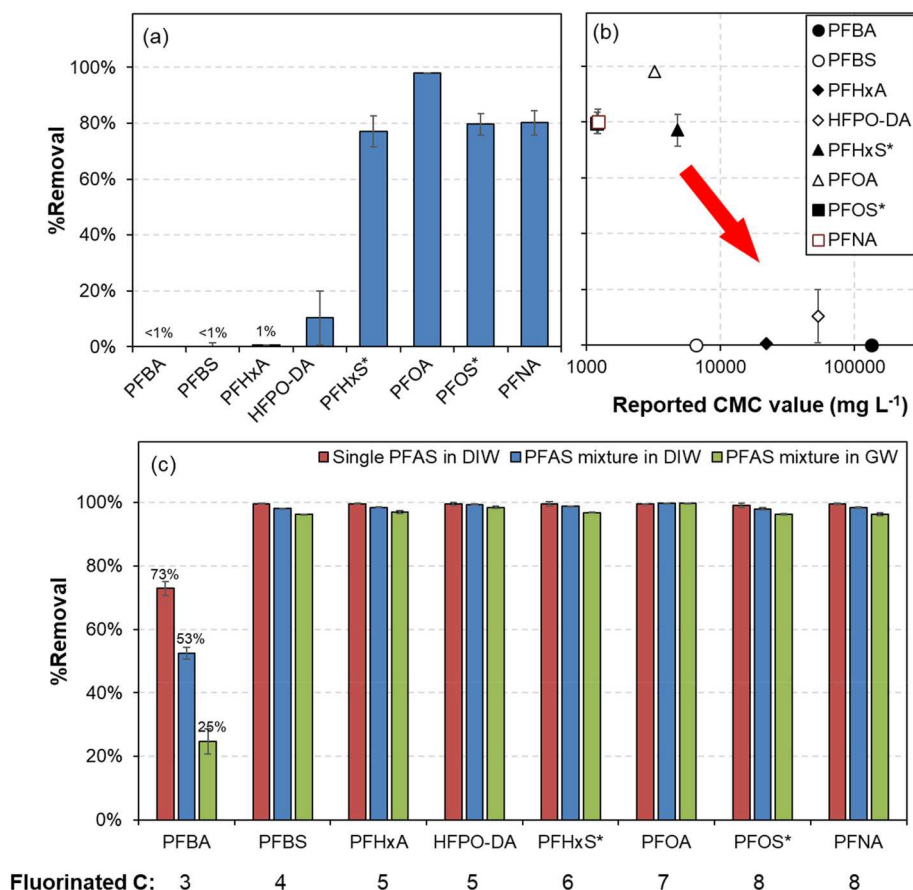 (a)
100%
80%
60%
40%
20%
0%
%Removal
<1%
<1%
1%
PFBA
PFBS
PFHxA
HFPO-DA
PFHxS*
PFOA
PFOS*
PFNA
(b)
PFBA
PFBS
PFHxA
HFPO-DA
PFHxS*
PFOA
PFOS*
PFNA
1000
10000
100000
Reported CMC value (mg L⁻¹)
(c)
Single PFAS in DIW
PFAS mixture in DIW
PFAS mixture in GW
100%
80%
60%
40%
20%
0%
%Removal
73%
53%
25%
PFBA
PFBS
PFHxA
HFPO-DA
PFHxS*
PFOA
PFOS*
PFNA
Fluorinated C: 3 4 5 5 6 7 8 8